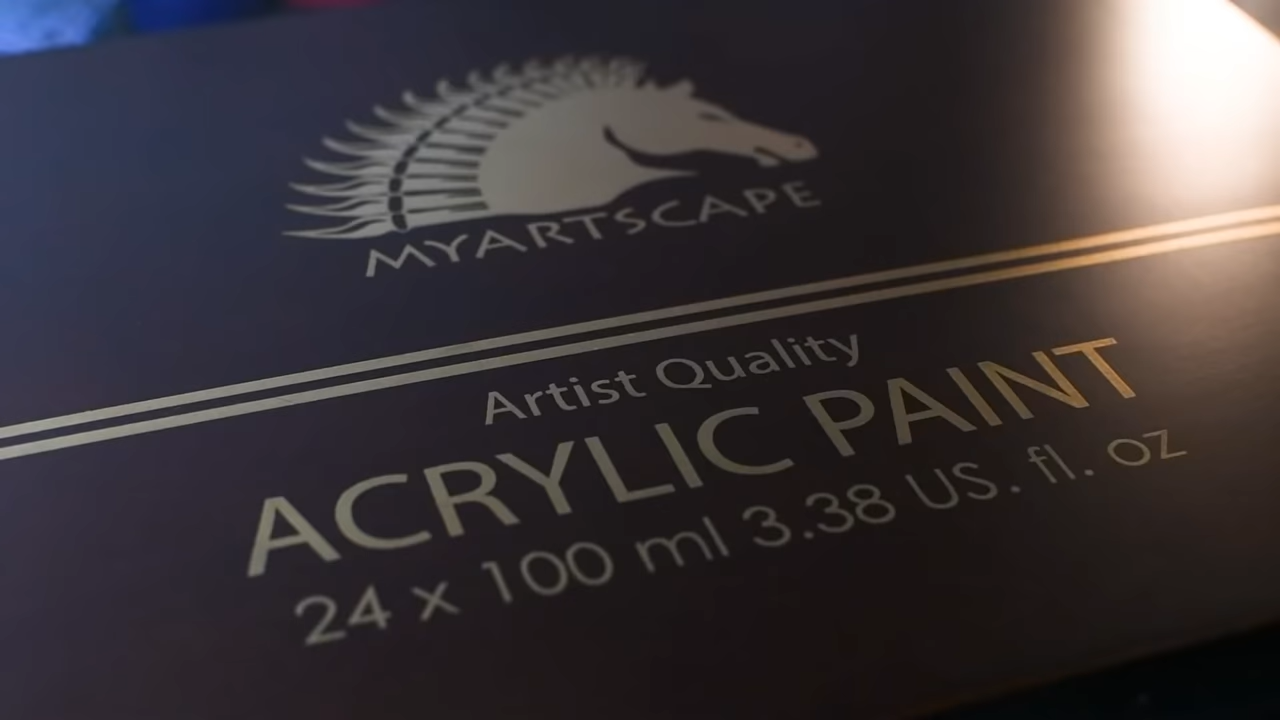 MYARTSCAPE
Artist Quality
ACRYLIC PAINT
24 x 100 ml 3.38 US. fl. oz